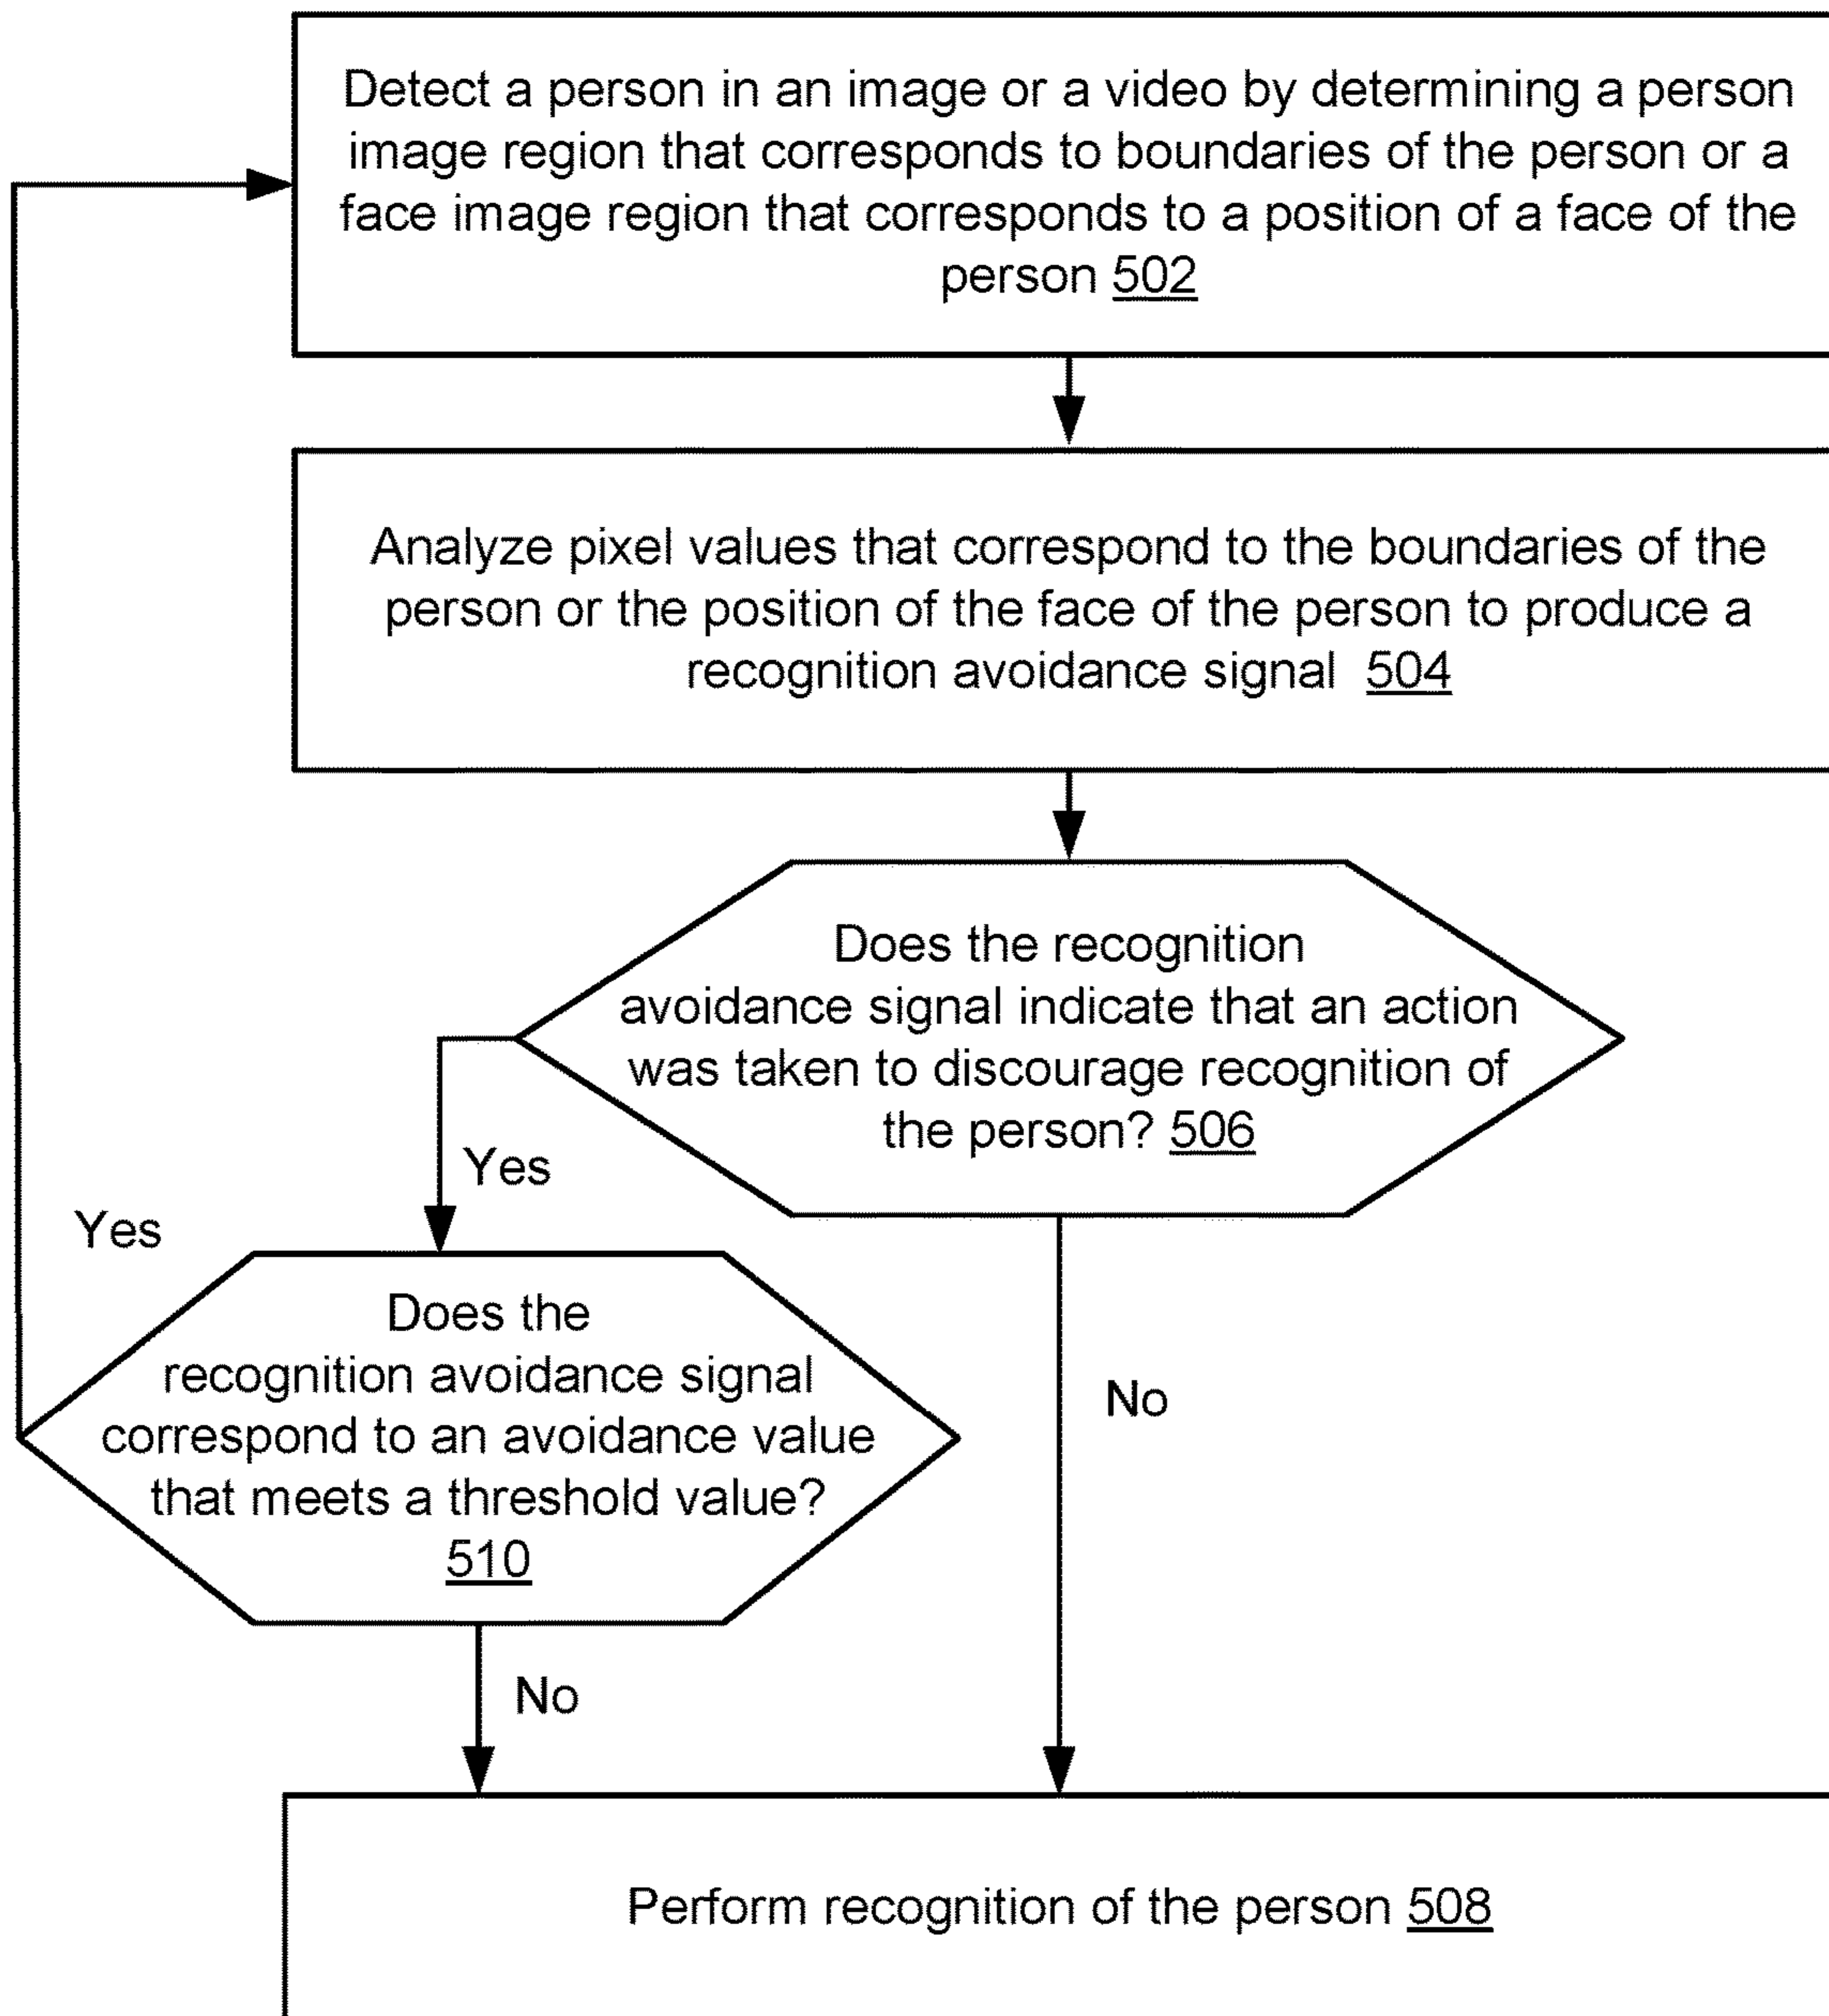 Detect a person in an image or a video by determining a person
image region that corresponds to boundaries of the person or a
face image region that corresponds to a position of a face of the
person 502
Analyze pixel values that correspond to the boundaries of the
person or the position of the face of the person to produce a
recognition avoidance signal 504
Does the recognition
avoidance signal indicate that an action
was taken to discourage recognition of
the person? 506
Yes
Yes
Does the
recognition avoidance signal
correspond to an avoidance value
that meets a threshold value?
510
No
No
Perform recognition of the person 508